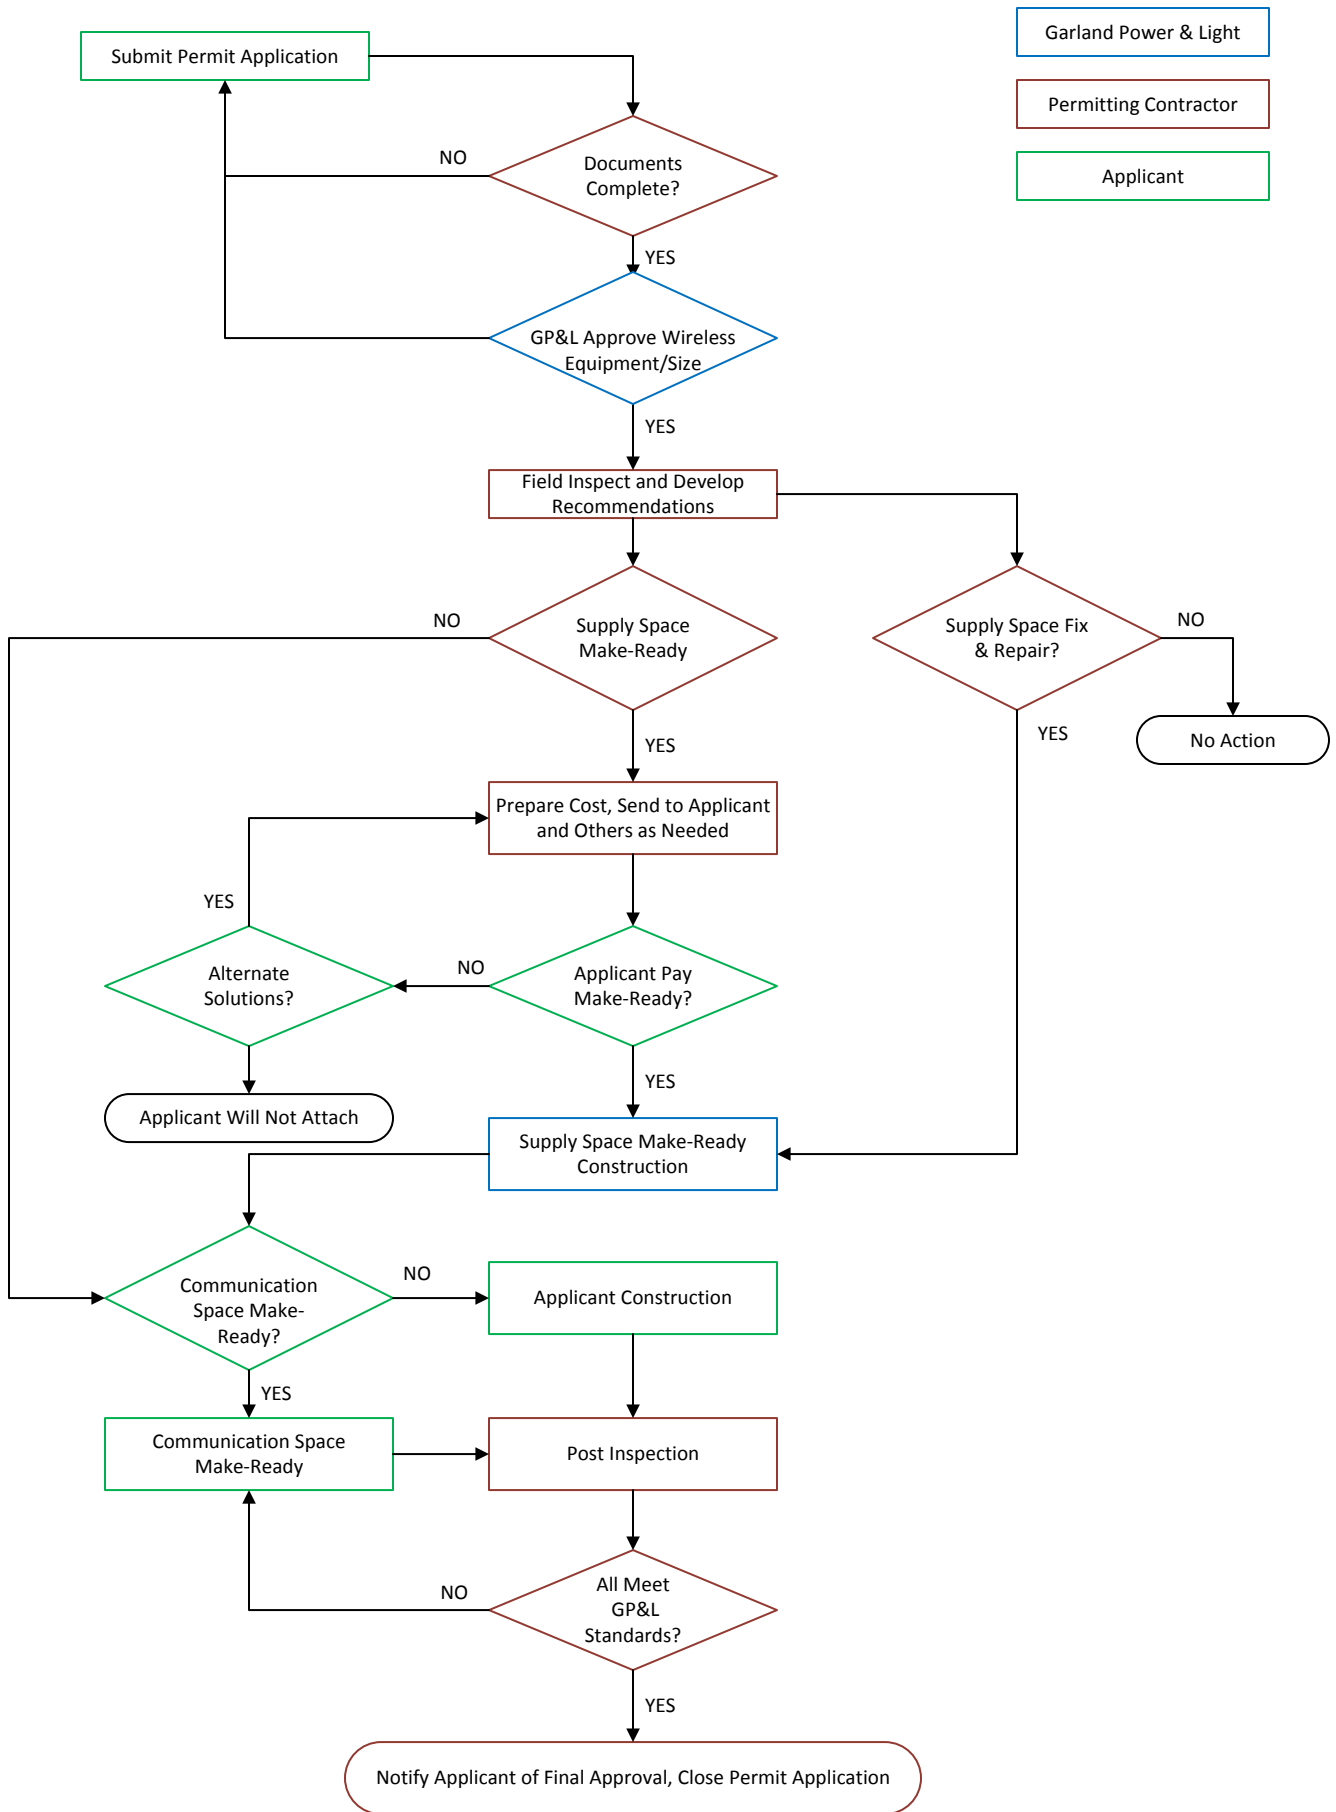 Garland Power & Light
Submit Permit Application
Permitting Contractor
NO
Documents
Complete?
Applicant
YES
GP&L Approve Wireless
Equipment/Size
YES
Field Inspect and Develop
Recommendations
NO
Supply Space
Make-Ready
Supply Space Fix
& Repair?
NO
YES
No Action
YES
Prepare Cost, Send to Applicant
and Others as Needed
YES
Alternate
Solutions?
NO
Applicant Pay
Make-Ready?
YES
Applicant Will Not Attach
Supply Space Make-Ready
Construction
Communication
Space Make-
Ready?
NO
Applicant Construction
YES
Communication Space
Make-Ready
Post Inspection
NO
All Meet
GP&L
Standards?
YES
Notify Applicant of Final Approval, Close Permit Application